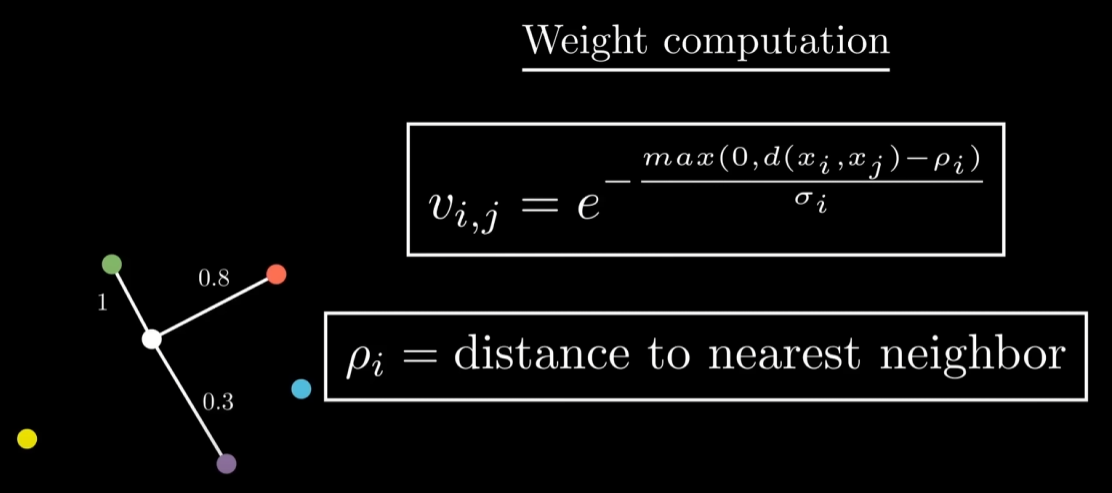 Weight computation
v_{i,j} = e^{-\frac{max(0,d(x_i,x_j)-\rho_i)}{\sigma_i}}
0.8
1
ρ_i = distance to nearest neighbor
0.3